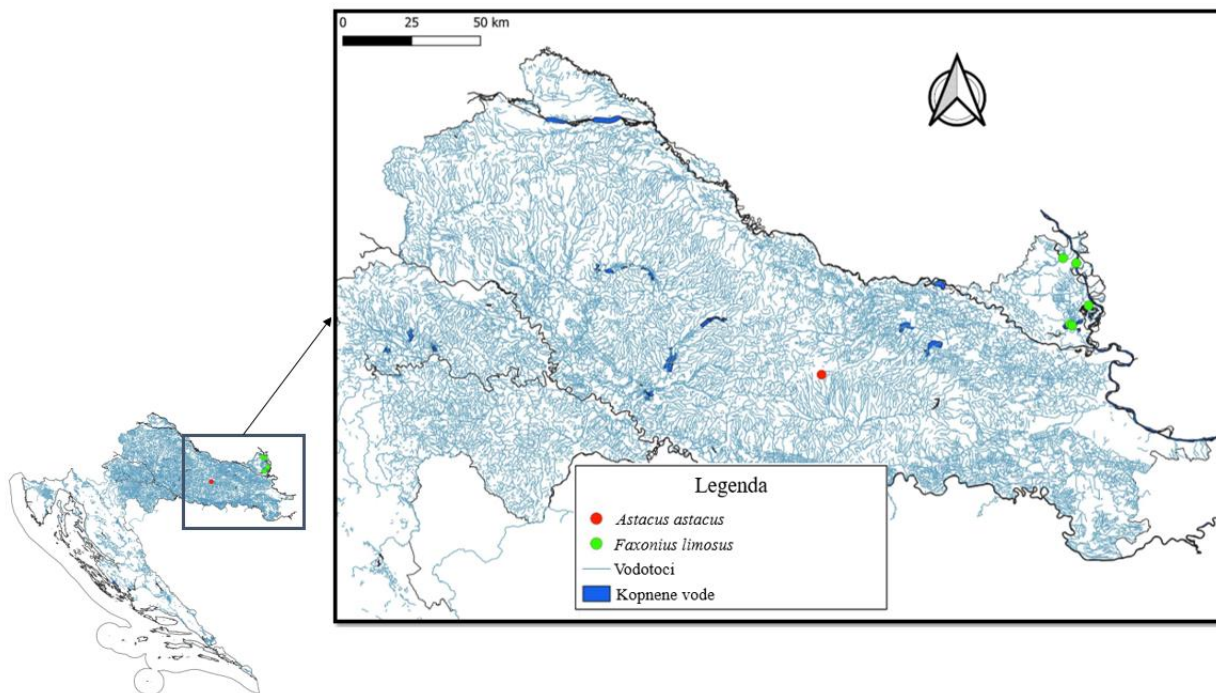 0 25 50 km
Legenda
Astacus astacus
Faxonius limosus
Vodotoci
Kopnene vode